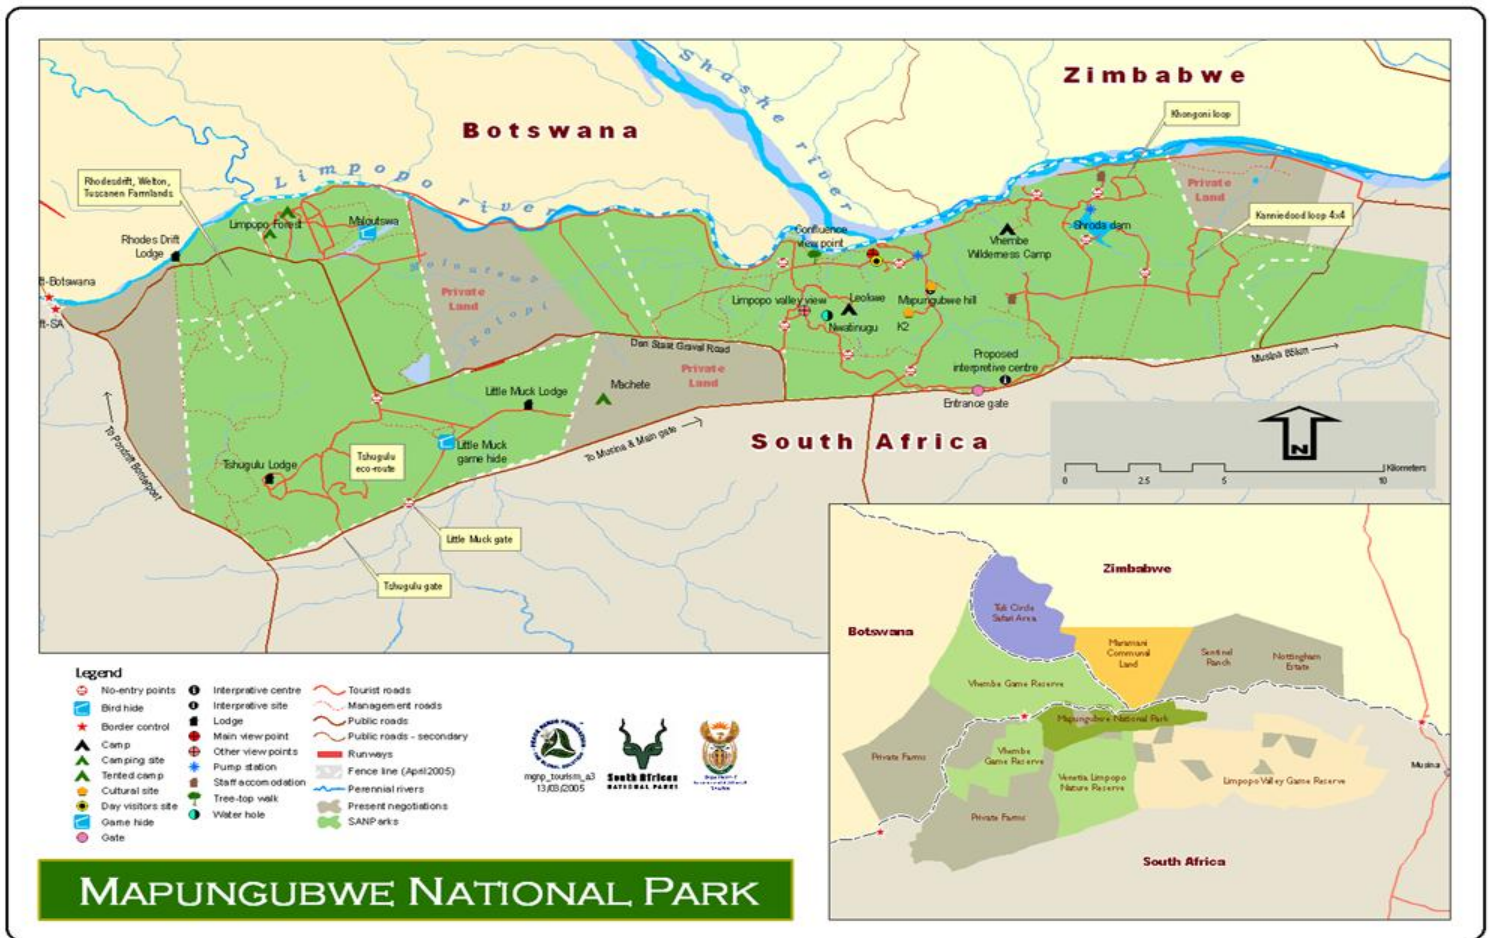 Zimbabwe
Khongoni loop
Botswana
Shashe river
Rhodesdrift, Welton,
Tuscanen Farmlands
Limpopo river
Private
Land
Kanniedood loop 4x4
Limpopo Forest
Maloutswa
Rhodes Drift
Lodge
Confluence
view point
Shroda dam
Vhembe
Wilderness Camp
ft-Botswana
ft-SA
Private
Land
Kolope
Limpopo valley view
Leokwe
Mapungubwe hill
Nwatinugu
K2
Den Staat Gravel Road
Proposed
interpretive centre
Musina 65km
Private
Land
Machete
Little Muck Lodge
Entrance gate
To Pondrift Borderpost
South Africa
To Musina & Main gate
Little Muck
game hide
Tshugulu
eco-route
Tshugulu Lodge
N
Kilometers
0 2.5 5 10
Little Muck gate
Tshugulu gate
Zimbabwe
Tuli Circle
Safari Area
Botswana
Maramani
Communal
Land
Sentinel
Ranch
Nottingham
Estate
Vhembe Game Reserve
Mapungubwe National Park
Private Farms
Vhembe
Game Reserve
Venetia Limpopo
Nature Reserve
Limpopo Valley Game Reserve
Musina
Private Farms
South Africa
Legend
No-entry points
Bird hide
Border control
Camp
Camping site
Tented camp
Cultural site
Day visitors site
Game hide
Gate
Interprative centre
Interprative site
Lodge
Main view point
Other view points
Pump station
Staff accomodation
Tree-top walk
Water hole
Tourist roads
Management roads
Public roads
Public roads - secondary
Runways
Fence line (April 2005)
Perennial rivers
Present negotiations
SANParks
mgnp_tourism_a3
13/03/2005
South African
NATIONAL PARKS
MAPUNGUBWE NATIONAL PARK